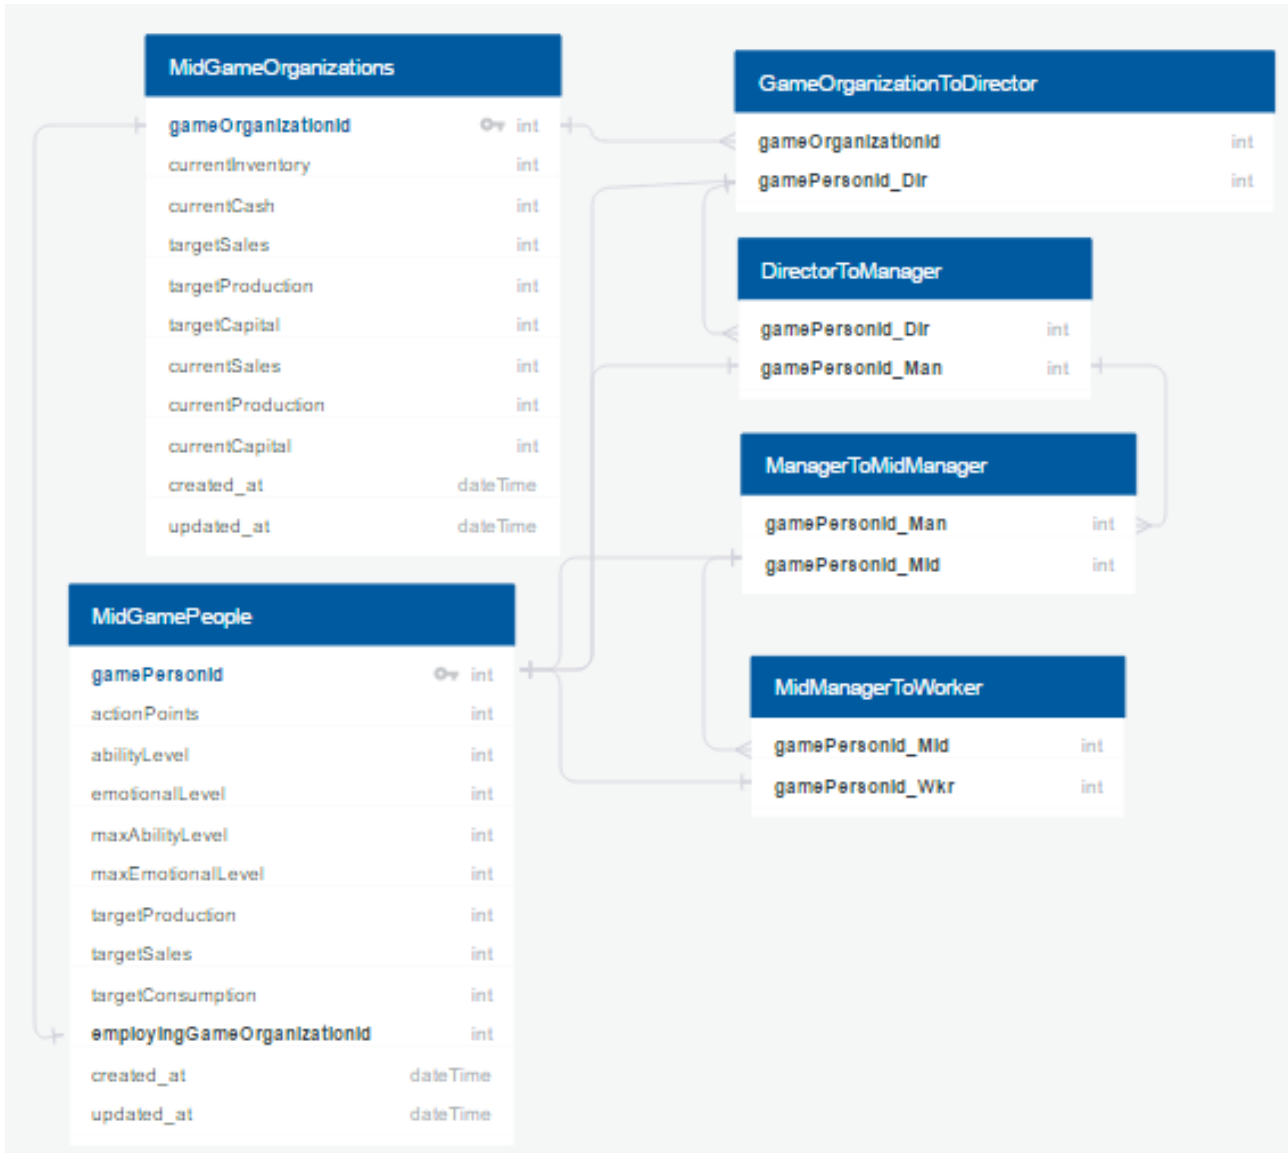 MidGameOrganizations
gameOrganizationId int
currentInventory int
currentCash int
targetSales int
targetProduction int
targetCapital int
currentSales int
currentProduction int
currentCapital int
created_at dateTime
updated_at dateTime
MidGamePeople
gamePersonId int
actionPoints int
abilityLevel int
emotionalLevel int
maxAbilityLevel int
maxEmotionalLevel int
targetProduction int
targetSales int
targetConsumption int
employingGameOrganizationId int
created_at dateTime
updated_at dateTime
GameOrganizationToDirector
gameOrganizationId int
gamePersonId_Dir int
DirectorToManager
gamePersonId_Dir int
gamePersonId_Man int
ManagerToMidManager
gamePersonId_Man int
gamePersonId_Mid int
MidManagerToWorker
gamePersonId_Mid int
gamePersonId_Wkr int